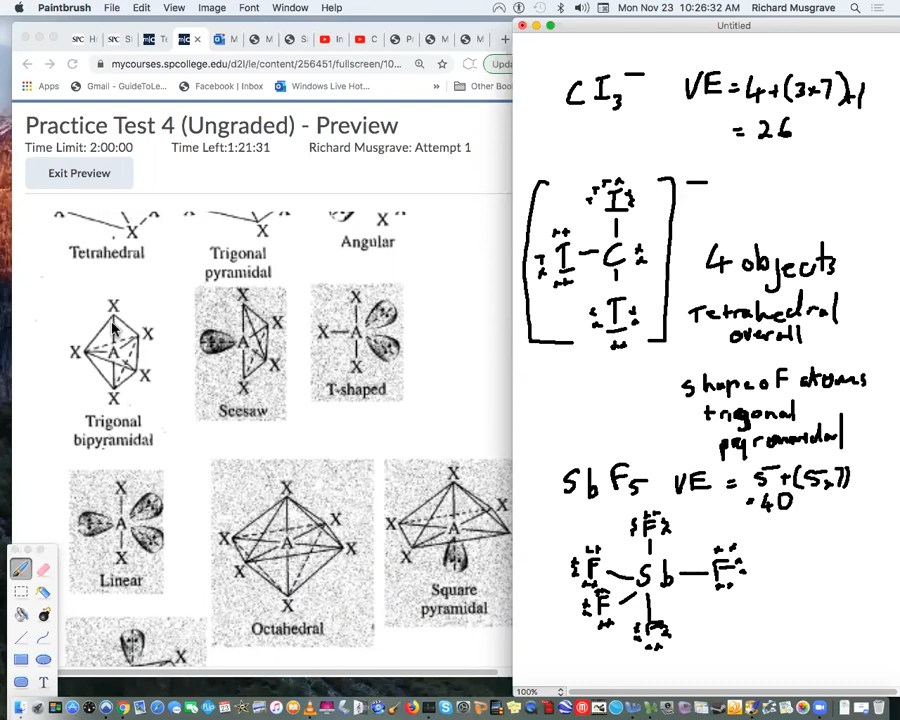 Paintbrush File Edit View Image Font Window Help
Mon Nov 23 10:26:32 AM Richard Musgrave
Untitled
mycourses.spcollege.edu/d2l/le/content/256451/fullscreen/10...
Upda
Apps Gmail - GuideToLe... Facebook | Inbox Windows Live Hot... » Other Book
Practice Test 4 (Ungraded) - Preview
Time Limit: 2:00:00 Time Left:1:21:31 Richard Musgrave: Attempt 1
Exit Preview
X X X
Tetrahedral
Trigonal
pyramidal
Angular
X
X X
A
X
X
Trigonal
bipyramidal
X
X
A
X
X
Seesaw
X
X A
X
T-shaped
X
A
X
Linear
X
X X
A
X X
X
Octahedral
X
X X
A
X X
Square
pyramidal
X
CI3− VE = 4+(3×7)+1
= 26
I
I − C
I
−
4 objects
Tetrahedral
overall
shape of atoms
trigonal
pyramidal
SbF5 VE = 5+(5×7)
= 40
F
F Sb F
F
F
100%